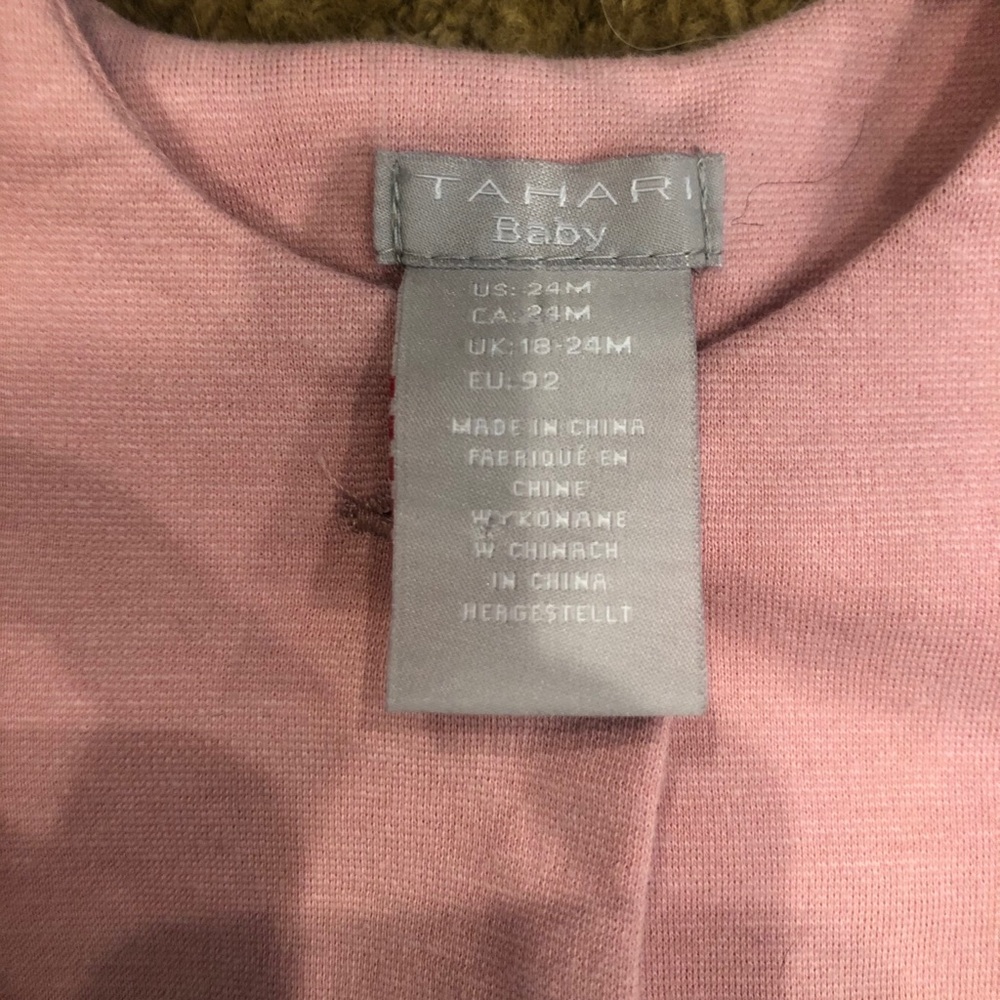 TAHARI
Baby
US: 24M
CA: 24M
UK: 18-24M
EU: 92
MADE IN CHINA
FABRIQUÉ EN
CHINE
WYKONANE
W CHINACH
IN CHINA
HERGESTELLT